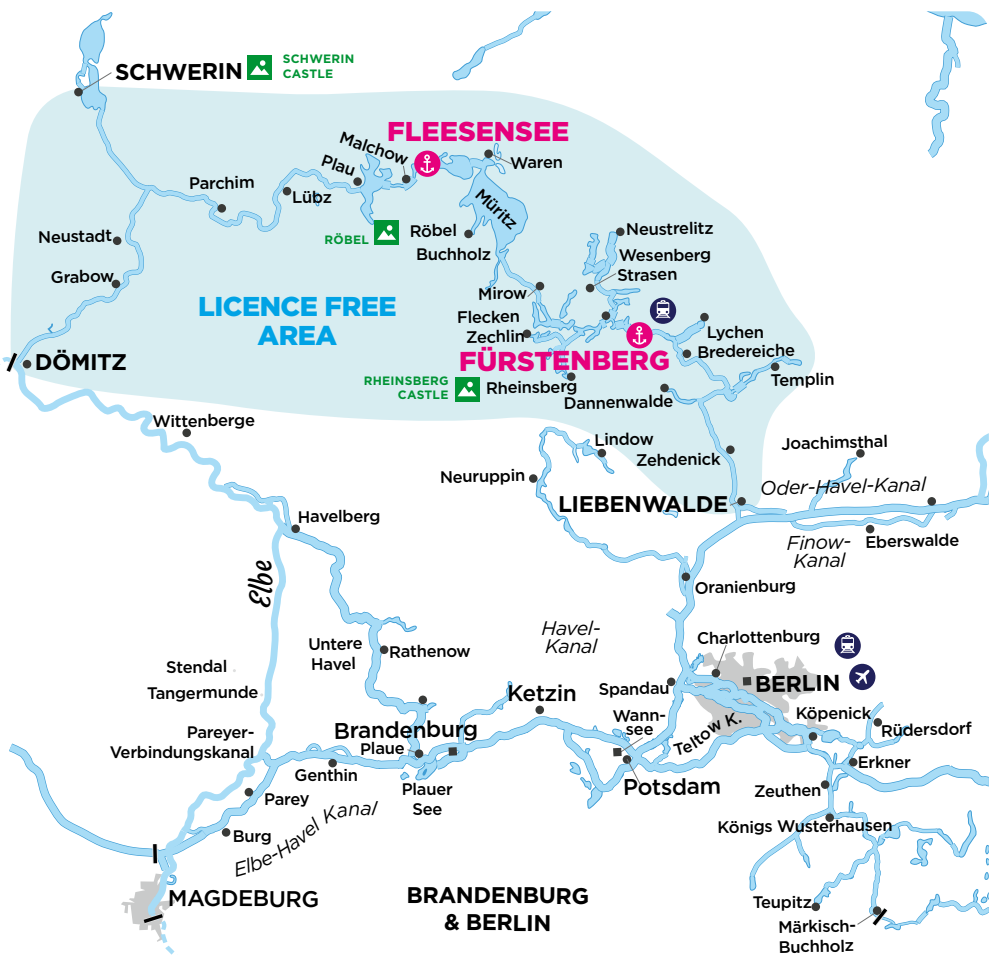 SCHWERIN
SCHWERIN
CASTLE
FLEESENSEE
Malchow
Plau
Waren
Parchim
Lübz
Müritz
RÖBEL
Röbel
Buchholz
Neustadt
Neustrelitz
Wesenberg
Strasen
Grabow
Mirow
LICENCE FREE
AREA
Flecken
Zechlin
Lychen
Bredereiche
DÖMITZ
FÜRSTENBERG
RHEINSBERG
CASTLE
Rheinsberg
Templin
Dannenwalde
Wittenberge
Lindow
Joachimsthal
Zehdenick
Neuruppin
Oder-Havel-Kanal
LIEBENWALDE
Havelberg
Finow-
Kanal
Eberswalde
Elbe
Oranienburg
Havel-
Kanal
Charlottenburg
Untere
Havel
Rathenow
Stendal
Tangermunde
Spandau
BERLIN
Ketzin
Wann-
see
Teltow K.
Köpenick
Rüdersdorf
Pareyer-
Verbindungskanal
Brandenburg
Plaue
Erkner
Genthin
Plauer
See
Potsdam
Zeuthen
Parey
Königs Wusterhausen
Burg
Elbe-Havel Kanal
MAGDEBURG
BRANDENBURG
& BERLIN
Teupitz
Märkisch-
Buchholz